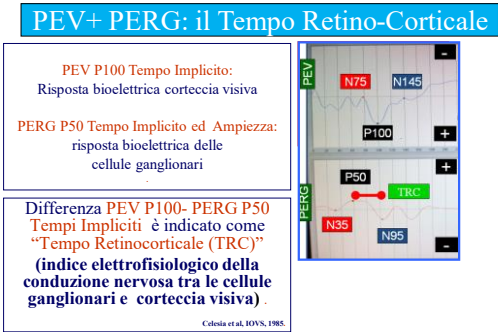 PEV+ PERG: il Tempo Retino-Corticale
PEV P100 Tempo Implicito:
Risposta bioelettrica corteccia visiva
PERG P50 Tempo Implicito ed Ampiezza:
risposta bioelettrica delle
cellule ganglionari
.
Differenza PEV P100- PERG P50
Tempi Impliciti è indicato come
“Tempo Retinocorticale (TRC)”
(indice elettrofisiologico della
conduzione nervosa tra le cellule
ganglionari e corteccia visiva) .
Celesia et al, IOVS, 1985.
PEV
-
N75
N145
P100
+
PERG
+
P50
TRC
N35
N95
-